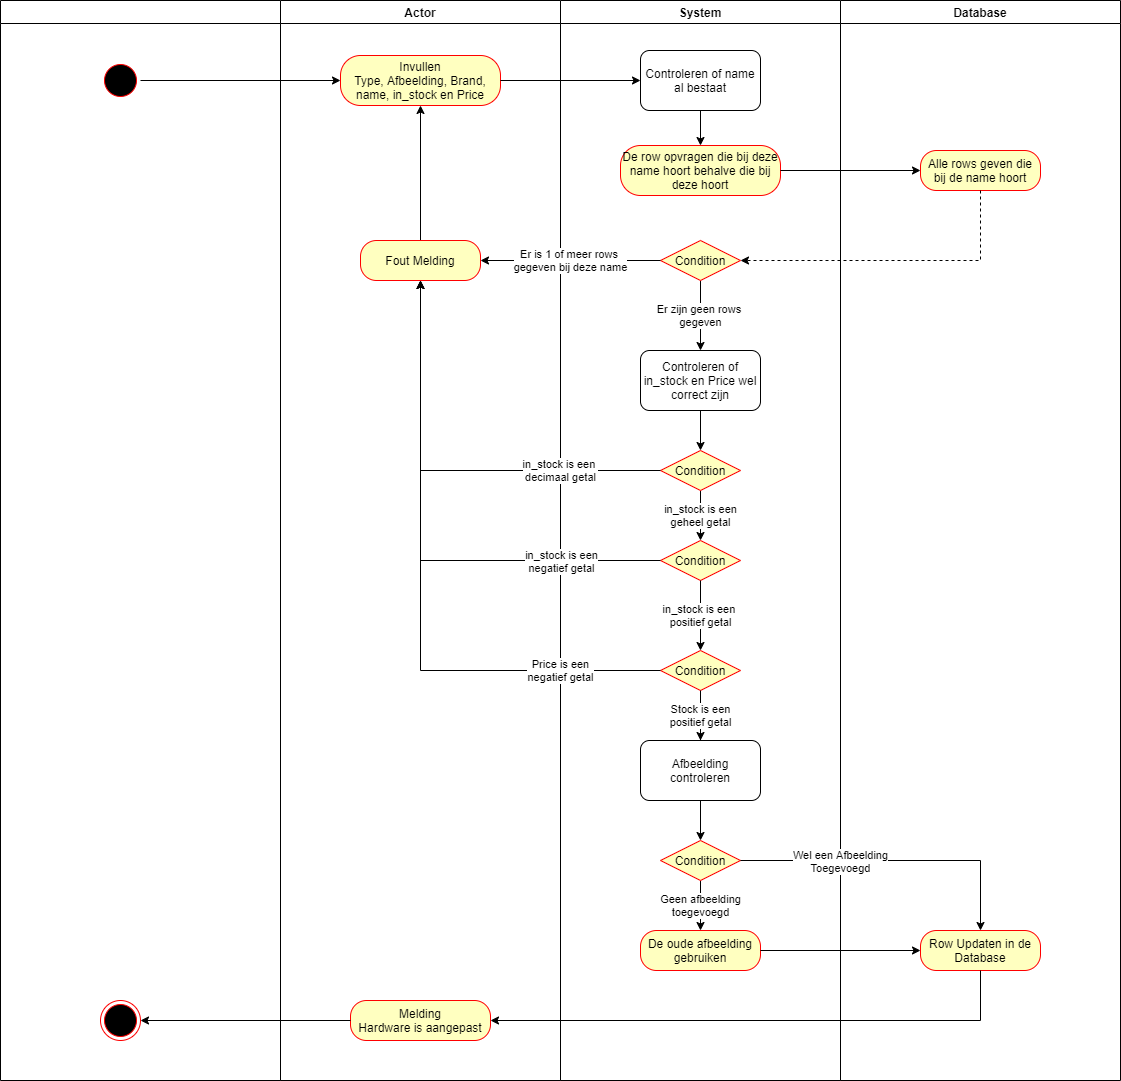 Actor
System
Database
Invullen
Type, Afbeelding, Brand,
name, in_stock en Price
Controleren of name
al bestaat
De row opvragen die bij deze
name hoort behalve die bij
deze hoort
Alle rows geven die
bij de name hoort
Fout Melding
Er is 1 of meer rows
gegeven bij deze name
Condition
Er zijn geen rows
gegeven
Controleren of
in_stock en Price wel
correct zijn
in_stock is een
decimaal getal
Condition
in_stock is een
geheel getal
in_stock is een
negatief getal
Condition
in_stock is een
positief getal
Price is een
negatief getal
Condition
Stock is een
positief getal
Afbeelding
controleren
Condition
Wel een Afbeelding
Toegevoegd
Geen afbeelding
toegevoegd
De oude afbeelding
gebruiken
Row Updaten in de
Database
Melding
Hardware is aangepast